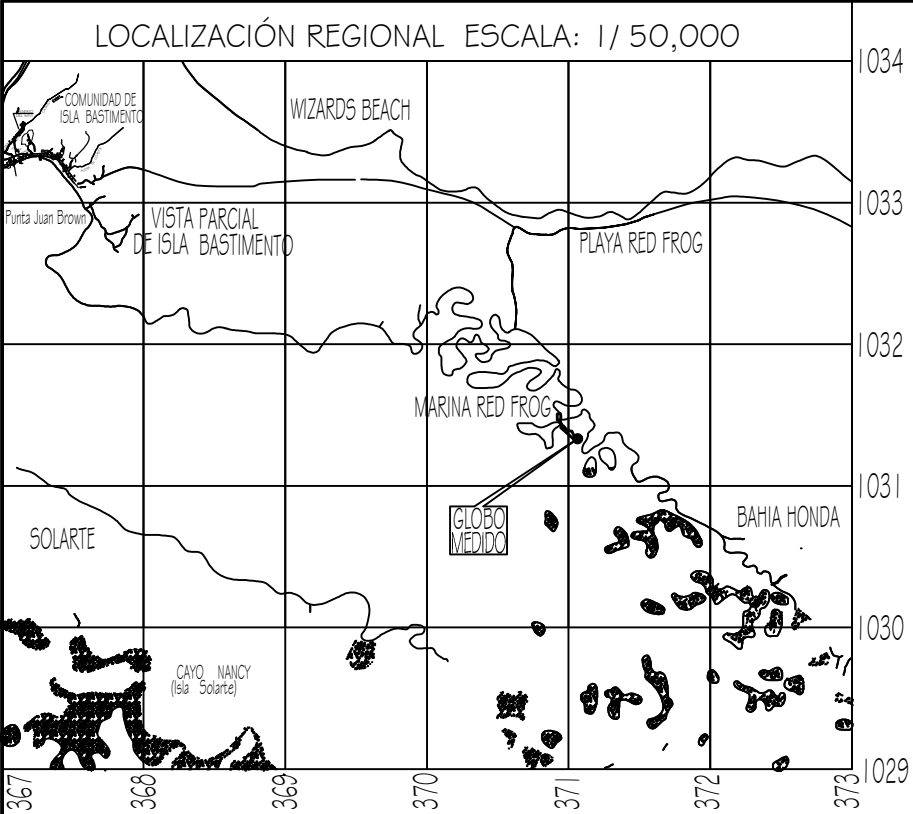 LOCALIZACIÓN REGIONAL ESCALA: 1/ 50,000
1034
COMUNIDAD DE
ISLA BASTIMENTO
WIZARDS BEACH
1033
Punta Juan Brown
VISTA PARCIAL
DE ISLA BASTIMENTO
PLAYA RED FROG
1032
MARINA RED FROG
1031
GLOBO
MEDIDO
BAHIA HONDA
SOLARTE
1030
CAYO NANCY
(Isla Solarte)
1029
367
368
369
370
371
372
373